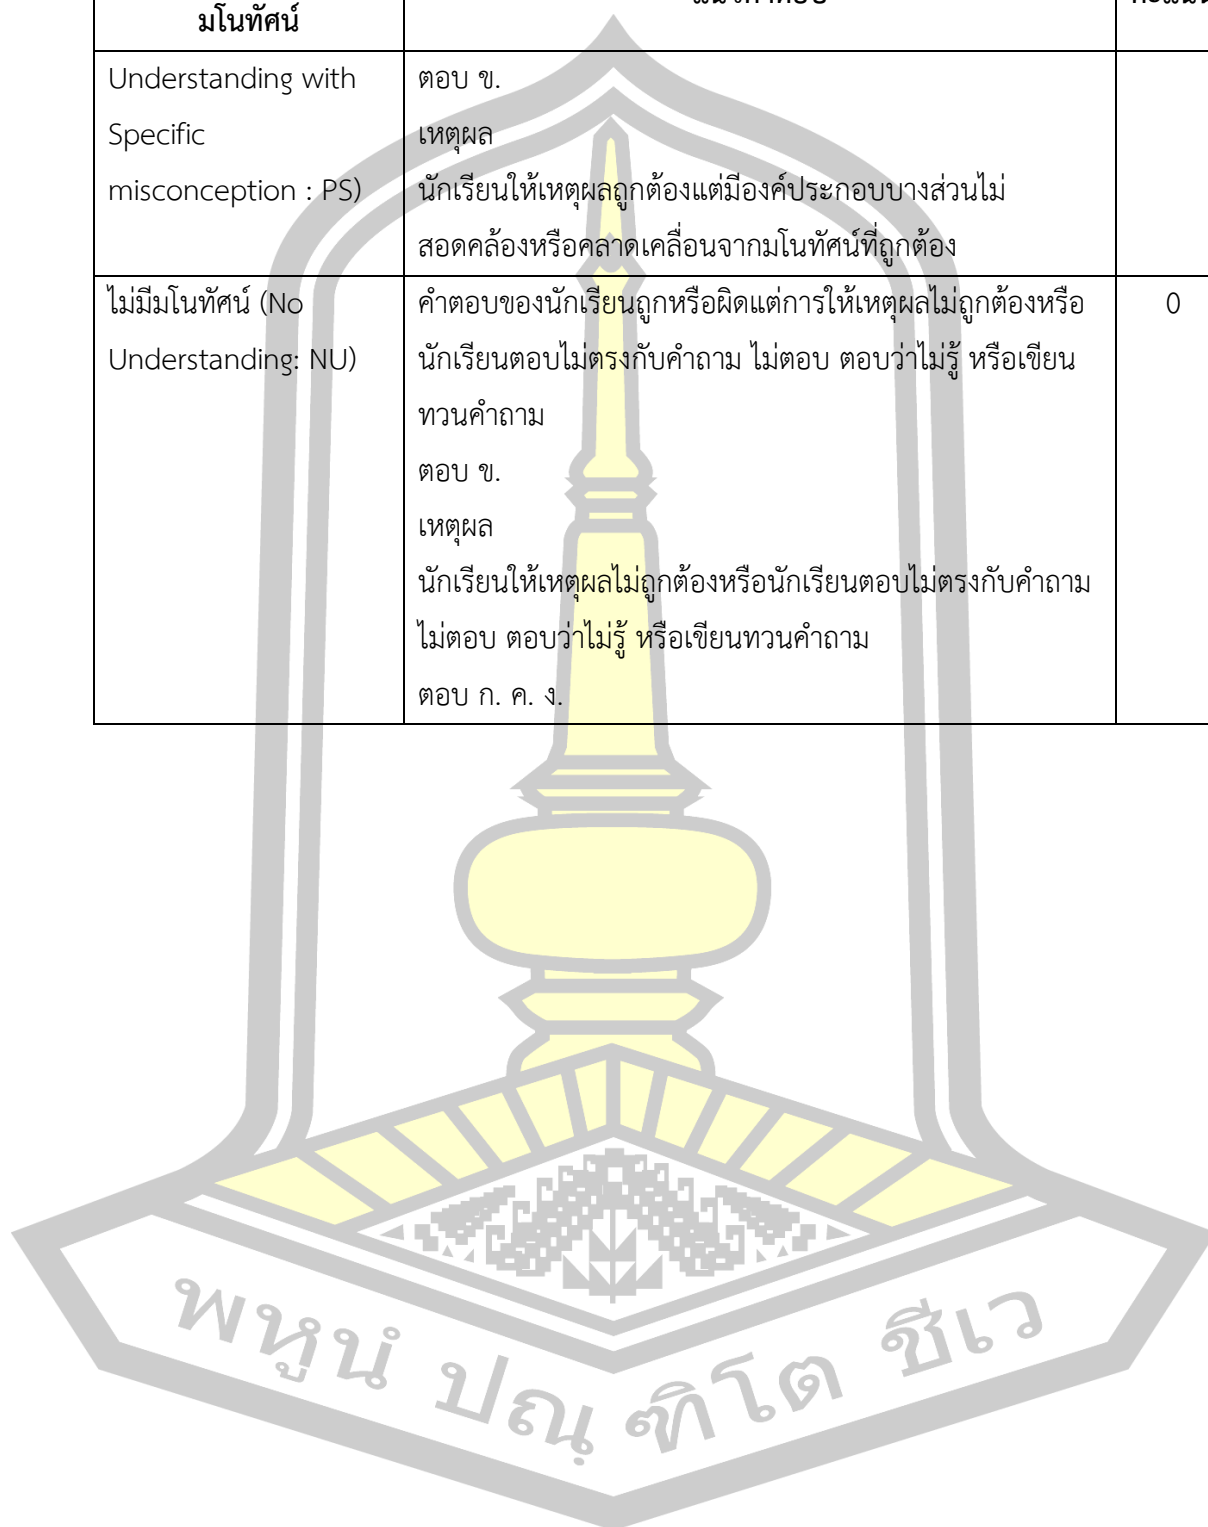 มโนทัศน์
Understanding with
Specific
misconception : PS)
ตอบ ข.
เหตุผล
นักเรียนให้เหตุผลถูกต้องแต่มีองค์ประกอบบางส่วนไม่
สอดคล้องหรือคลาดเคลื่อนจากมโนทัศน์ที่ถูกต้อง
ไม่มีมโนทัศน์ (No
Understanding: NU)
คำตอบของนักเรียนถูกหรือผิดแต่การให้เหตุผลไม่ถูกต้องหรือ
นักเรียนตอบไม่ตรงกับคำถาม ไม่ตอบ ตอบว่าไม่รู้ หรือเขียน
ทวนคำถาม
ตอบ ข.
เหตุผล
นักเรียนให้เหตุผลไม่ถูกต้องหรือนักเรียนตอบไม่ตรงกับคำถาม
ไม่ตอบ ตอบว่าไม่รู้ หรือเขียนทวนคำถาม
ตอบ ก. ค. ง.
0
พหูนํ ปณฺฑิโต ชีเว